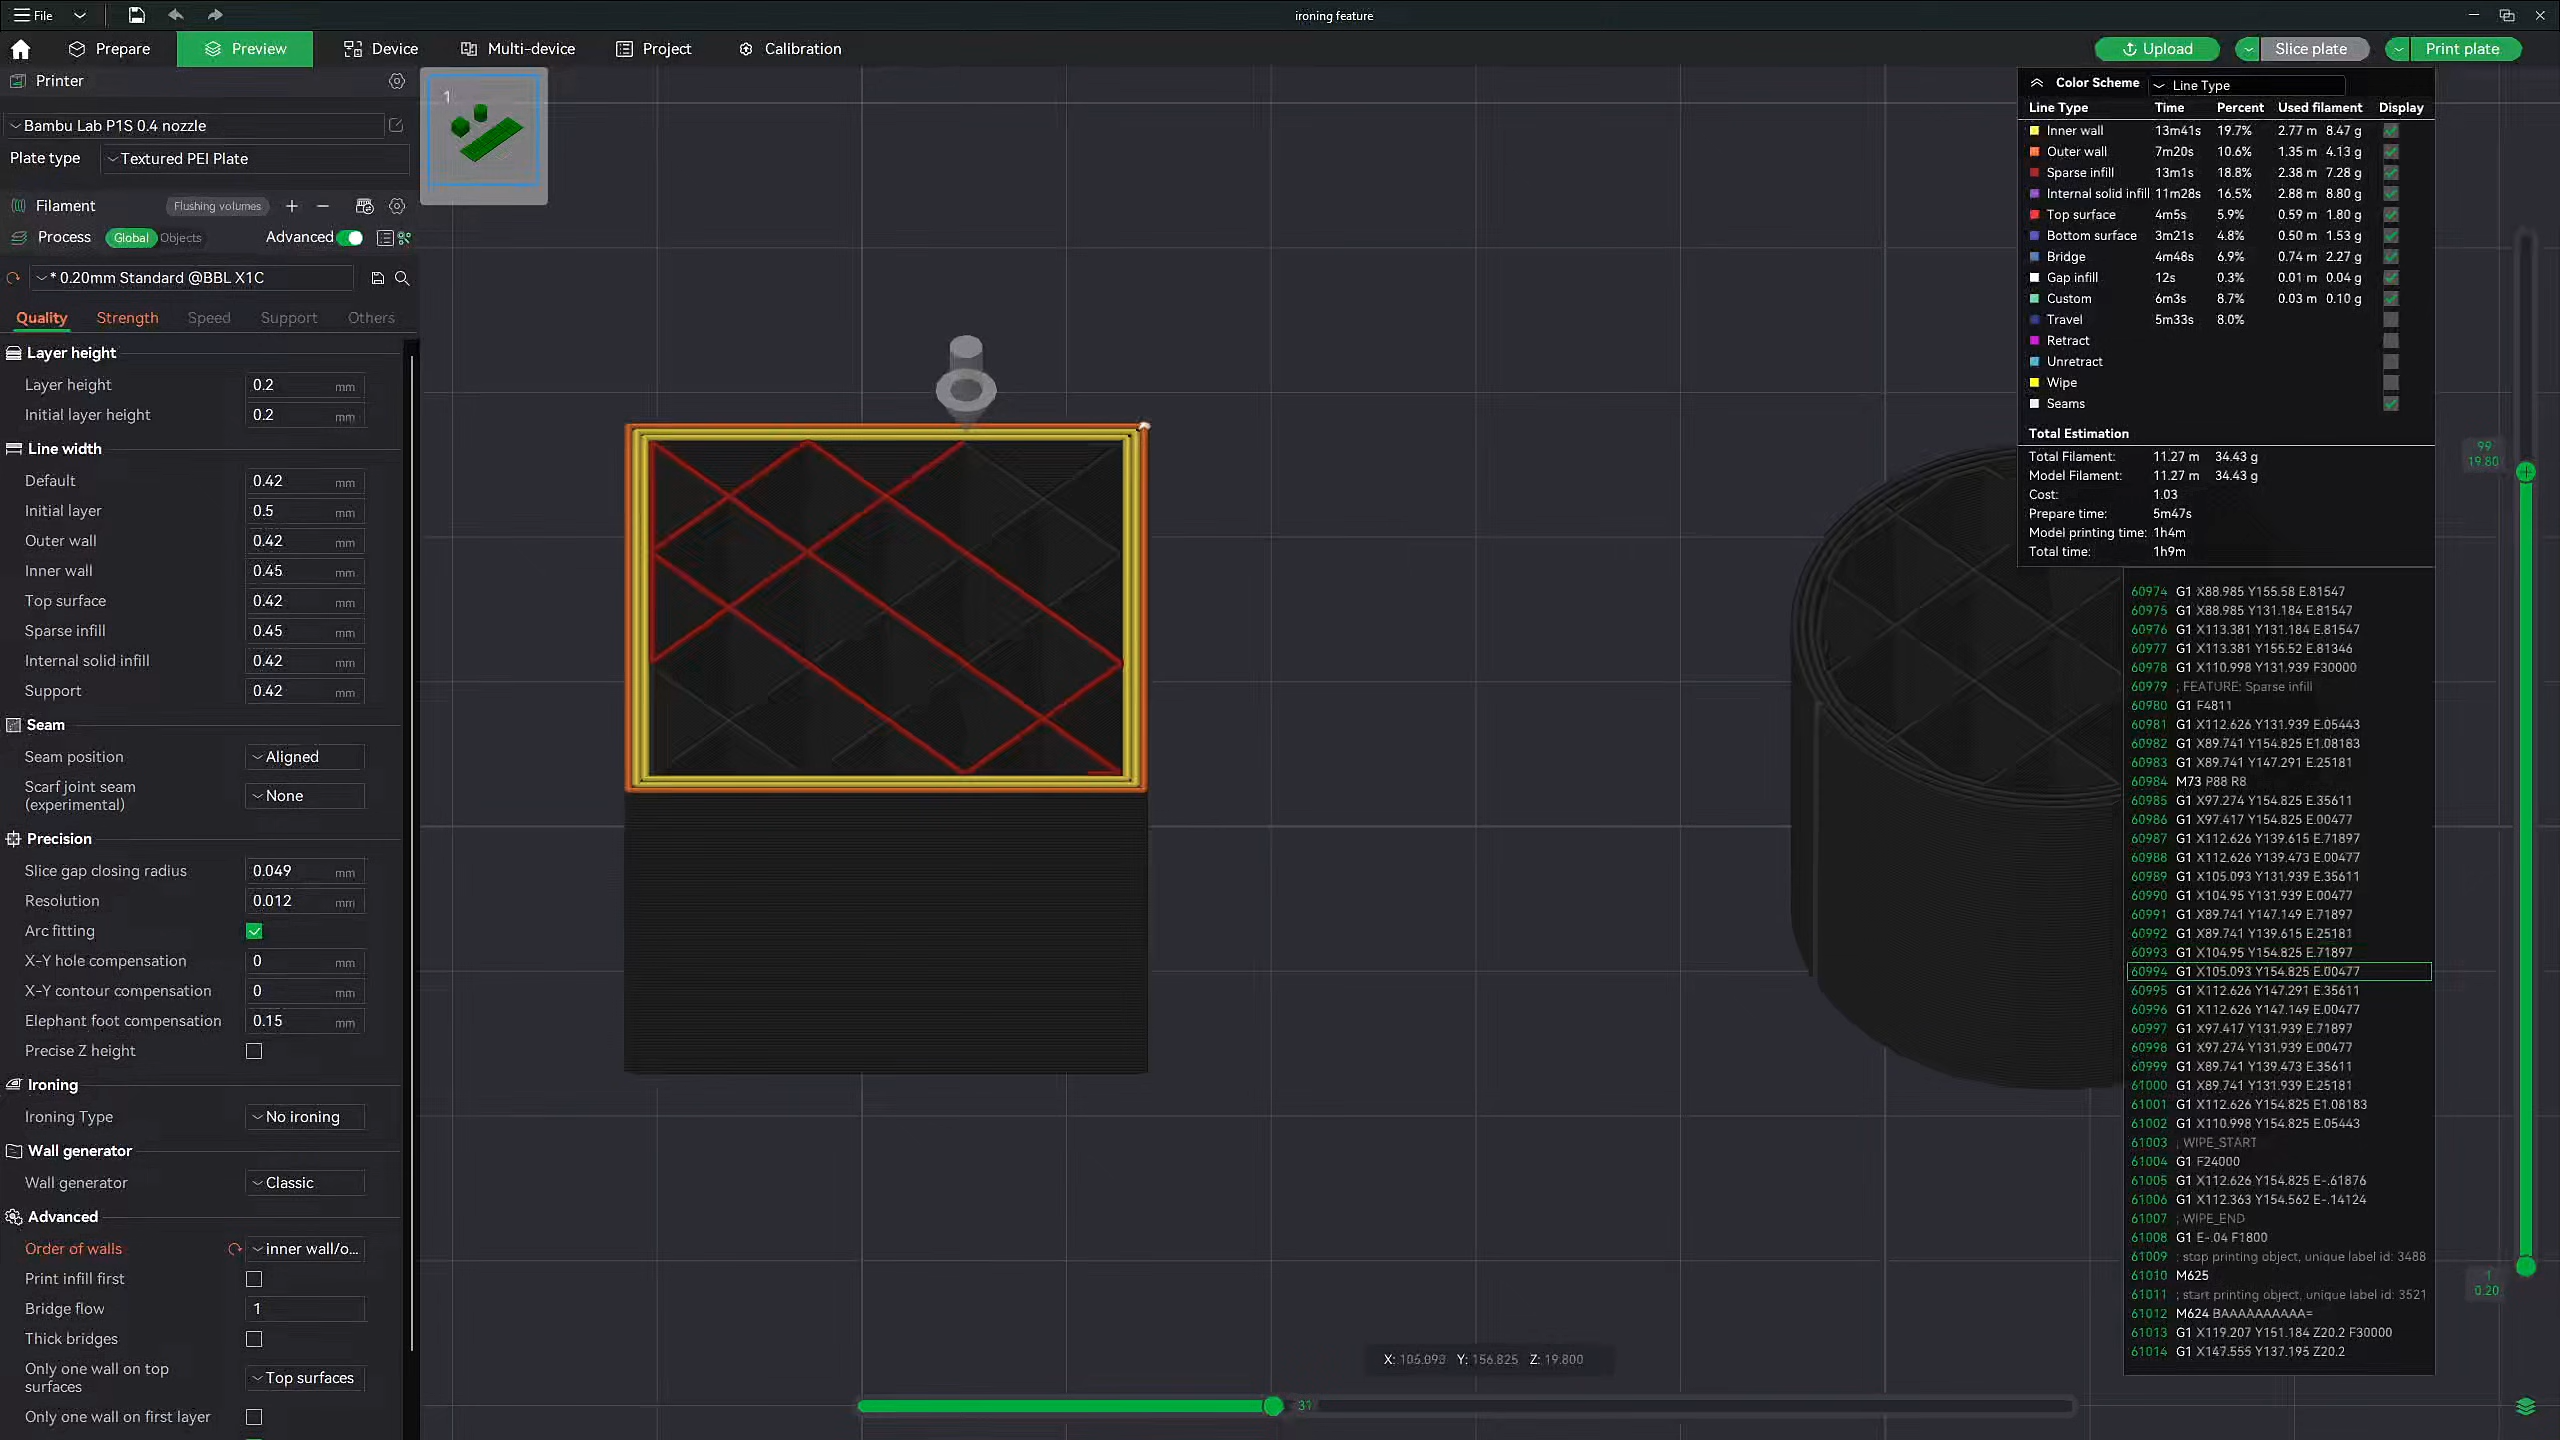 File
ironing feature
Prepare
Preview
Device
Multi-device
Project
Calibration
Upload
Slice plate
Print plate
Printer
Bambu Lab P1S 0.4 nozzle
Plate type Textured PEI Plate
Filament Flushing volumes
Process Global Objects Advanced
* 0.20mm Standard @BBL X1C
Quality Strength Speed Support Others
Layer height
Layer height 0.2 mm
Initial layer height 0.2 mm
Line width
Default 0.42 mm
Initial layer 0.5 mm
Outer wall 0.42 mm
Inner wall 0.45 mm
Top surface 0.42 mm
Sparse infill 0.45 mm
Internal solid infill 0.42 mm
Support 0.42 mm
Seam
Seam position Aligned
Scarf joint seam
(experimental) None
Precision
Slice gap closing radius 0.049 mm
Resolution 0.012 mm
Arc fitting
X-Y hole compensation 0 mm
X-Y contour compensation 0 mm
Elephant foot compensation 0.15 mm
Precise Z height
Ironing
Ironing Type No ironing
Wall generator
Wall generator Classic
Advanced
Order of walls inner wall/o...
Print infill first
Bridge flow 1
Thick bridges
Only one wall on top
surfaces Top surfaces
Only one wall on first layer
1
Color Scheme Line Type
Line Type Time Percent Used filament Display
Inner wall 13m41s 19.7% 2.77 m 8.47 g
Outer wall 7m20s 10.6% 1.35 m 4.13 g
Sparse infill 13m1s 18.8% 2.38 m 7.28 g
Internal solid infill 11m28s 16.5% 2.88 m 8.80 g
Top surface 4m5s 5.9% 0.59 m 1.80 g
Bottom surface 3m21s 4.8% 0.50 m 1.53 g
Bridge 4m48s 6.9% 0.74 m 2.27 g
Gap infill 12s 0.3% 0.01 m 0.04 g
Custom 6m3s 8.7% 0.03 m 0.10 g
Travel 5m33s 8.0%
Retract
Unretract
Wipe
Seams
Total Estimation
Total Filament: 11.27 m 34.43 g
Model Filament: 11.27 m 34.43 g
Cost: 1.03
Prepare time: 5m47s
Model printing time: 1h4m
Total time: 1h9m
99
19.80
60974 G1 X88.985 Y155.58 E.81547
60975 G1 X88.985 Y131.184 E.81547
60976 G1 X113.381 Y131.184 E.81547
60977 G1 X113.381 Y155.52 E.81346
60978 G1 X110.998 Y131.939 F30000
60979 ; FEATURE: Sparse infill
60980 G1 F4811
60981 G1 X112.626 Y131.939 E.05443
60982 G1 X89.741 Y154.825 E1.08183
60983 G1 X89.741 Y147.291 E.25181
60984 M73 P88 R8
60985 G1 X97.274 Y154.825 E.35611
60986 G1 X97.417 Y154.825 E.00477
60987 G1 X112.626 Y139.615 E.71897
60988 G1 X112.626 Y139.473 E.00477
60989 G1 X105.093 Y131.939 E.35611
60990 G1 X104.95 Y131.939 E.00477
60991 G1 X89.741 Y147.149 E.71897
60992 G1 X89.741 Y139.615 E.25181
60993 G1 X104.95 Y154.825 E.71897
60994 G1 X105.093 Y154.825 E.00477
60995 G1 X112.626 Y147.291 E.35611
60996 G1 X112.626 Y147.149 E.00477
60997 G1 X97.417 Y131.939 E.71897
60998 G1 X97.274 Y131.939 E.00477
60999 G1 X89.741 Y139.473 E.35611
61000 G1 X89.741 Y131.939 E.25181
61001 G1 X112.626 Y154.825 E1.08183
61002 G1 X110.998 Y154.825 E.05443
61003 ; WIPE_START
61004 G1 F24000
61005 G1 X112.626 Y154.825 E-.61876
61006 G1 X112.363 Y154.562 E-.14124
61007 ; WIPE_END
61008 G1 E-.04 F1800
61009 ; stop printing object, unique label id: 3488
61010 M625
61011 ; start printing object, unique label id: 3521
61012 M624 BAAAAAAAAAA=
61013 G1 X119.207 Y151.184 Z20.2 F30000
61014 G1 X147.555 Y137.195 Z20.2
1
0.20
X: 105.093 Y: 156.825 Z: 19.800
31